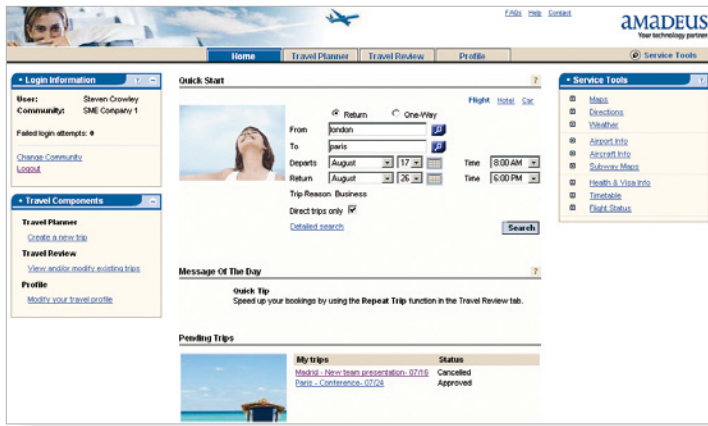 FAQs Help Contact
AMADEUS
Your technology partner
Home Travel Planner Travel Review Profile
Service Tools
• Login Information ? –
User: Steven Crowley
Community: SME Company 1
Failed login attempts: 0
Change Community
Logout
• Travel Components –
Travel Planner
Create a new trip
Travel Review
View and/or modify existing trips
Profile
Modify your travel profile
Quick Start ?
Flight Hotel Car
Return One-Way
From london
To paris
Departs August 17 Time 8:00 AM
Return August 26 Time 6:00 PM
Trip Reason Business
Direct trips only
Detailed search Search
Message Of The Day ?
Quick Tip
Speed up your bookings by using the Repeat Trip function in the Travel Review tab.
Pending Trips
My trips Status
Madrid - New team presentation- 07/16 Cancelled
Paris - Conference- 07/24 Approved
• Service Tools ?
Maps
Directions
Weather
Airport Info
Aircraft Info
Subway Maps
Health & Visa Info
Timetable
Flight Status